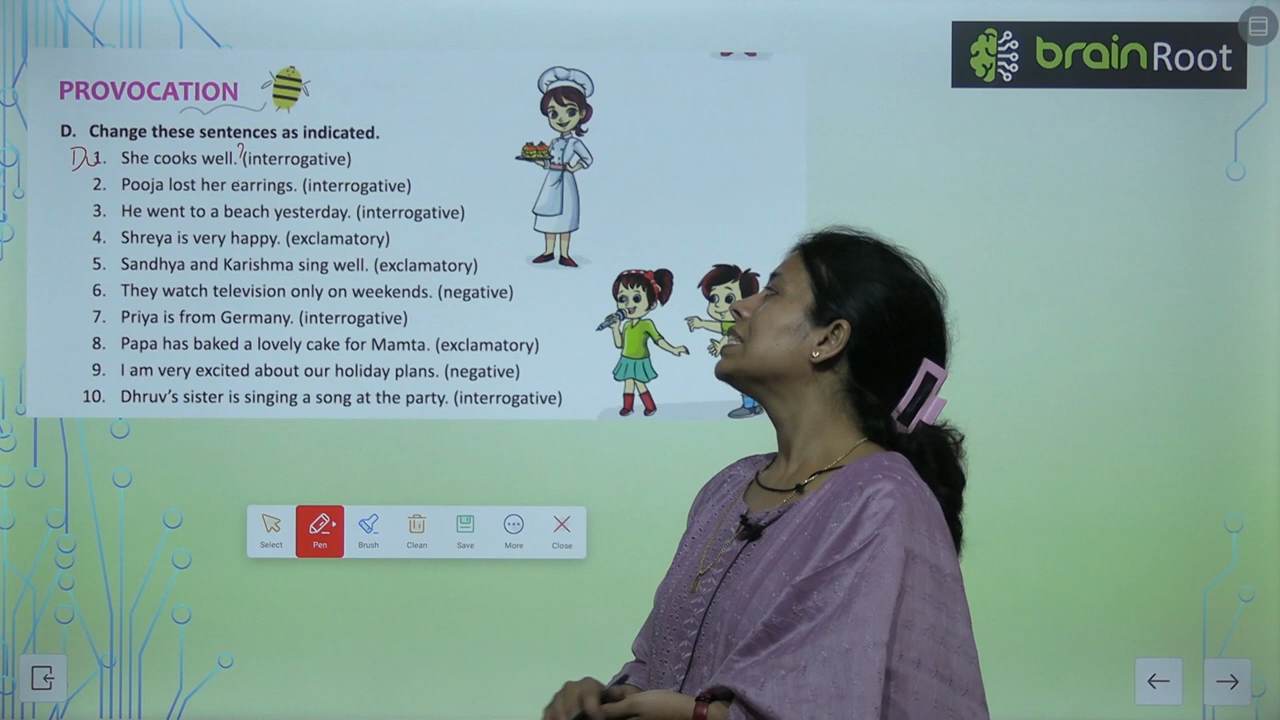 brainRoot
PROVOCATION
D. Change these sentences as indicated.
1. She cooks well.? (interrogative)
2. Pooja lost her earrings. (interrogative)
3. He went to a beach yesterday. (interrogative)
4. Shreya is very happy. (exclamatory)
5. Sandhya and Karishma sing well. (exclamatory)
6. They watch television only on weekends. (negative)
7. Priya is from Germany. (interrogative)
8. Papa has baked a lovely cake for Mamta. (exclamatory)
9. I am very excited about our holiday plans. (negative)
10. Dhruv's sister is singing a song at the party. (interrogative)
Select Pen Brush Clean Save More Close